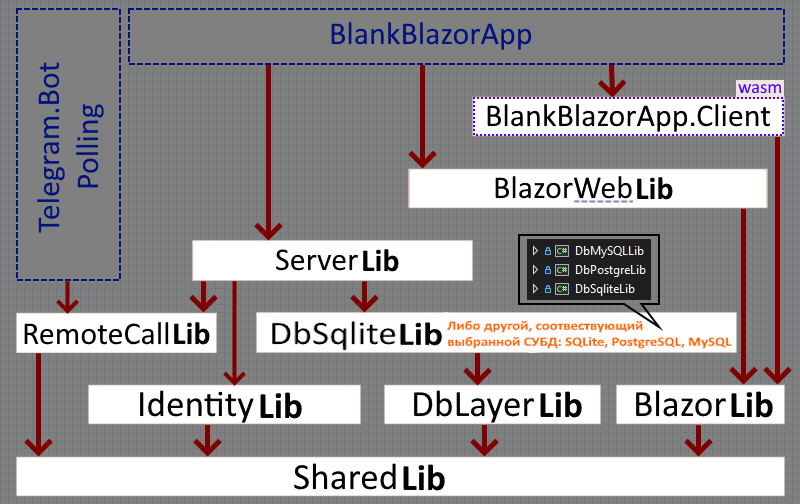 BlankBlazorApp
Telegram.Bot
Polling
wasm
BlankBlazorApp.Client
BlazorWebLib
ServerLib
C# DbMySQLLib
C# DbPostgreLib
C# DbSqliteLib
RemoteCallLib
DbSqliteLib
Либо другой, соотвествующий
выбранной СУБД: SQLite, PostgreSQL, MySQL
IdentityLib
DbLayerLib
BlazorLib
SharedLib